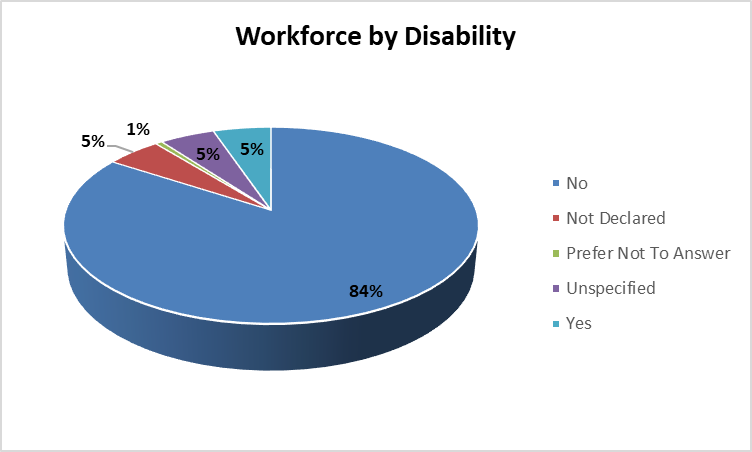 Workforce by Disability
5%
1%
5%
5%
84%
No
Not Declared
Prefer Not To Answer
Unspecified
Yes